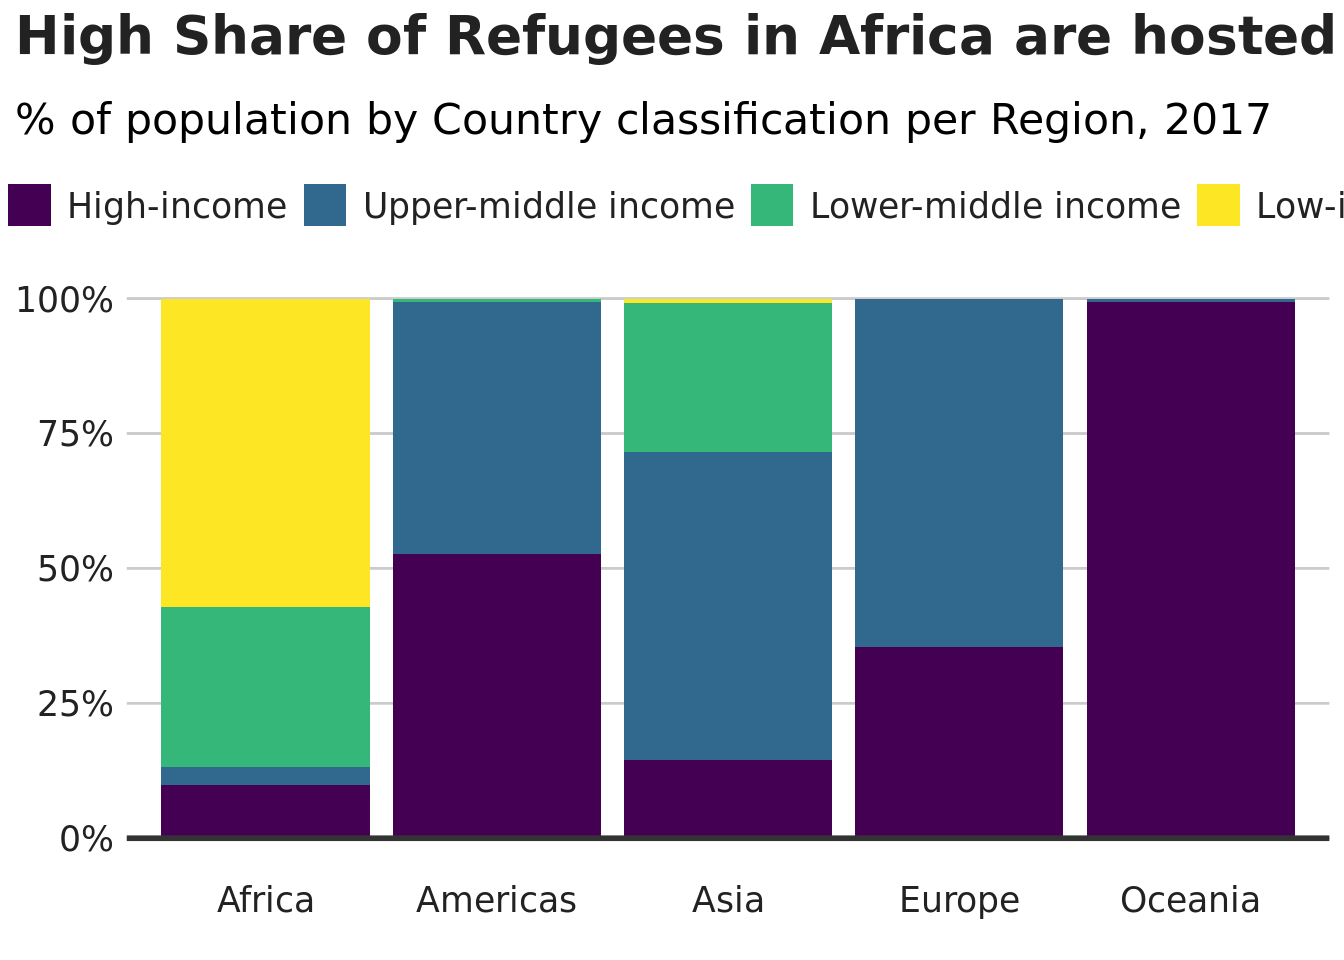 High Share of Refugees in Africa are hosted
% of population by Country classification per Region, 2017
High-income Upper-middle income Lower-middle income Low-i
100%
75%
50%
25%
0%
Africa Americas Asia Europe Oceania